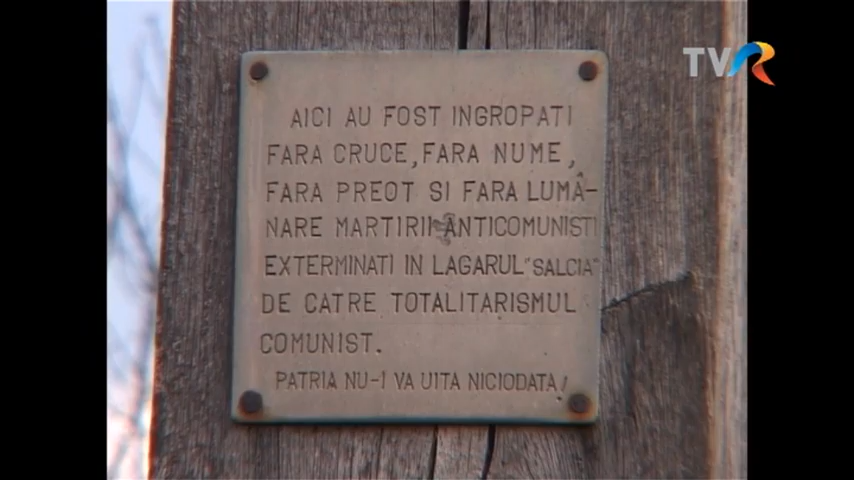 TVR
AICI AU FOST INGROPATI
FARA CRUCE, FARA NUME,
FARA PREOT SI FARA LUMÂ-
NARE MARTIRII ANTICOMUNISTI
EXTERMINATI IN LAGARUL "SALCIA"
DE CATRE TOTALITARISMUL
COMUNIST.
PATRIA NU-I VA UITA NICIODATA!